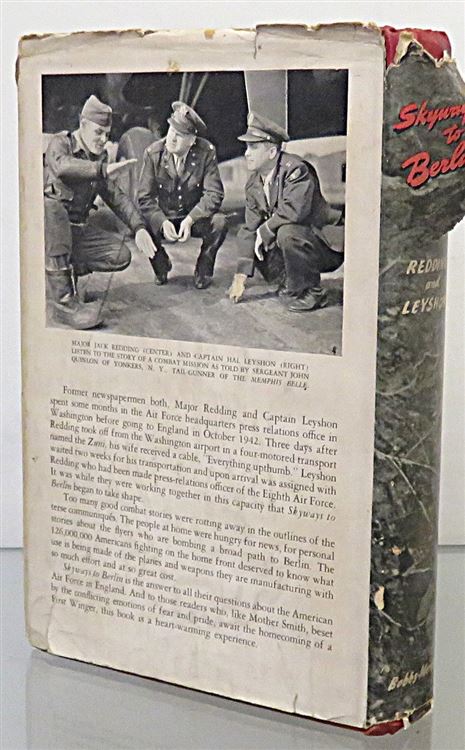 MAJOR JACK REDDING (CENTER) AND CAPTAIN HAL LEYSHON (RIGHT)
LISTEN TO THE STORY OF A COMBAT MISSION AS TOLD BY SERGEANT JOHN
QUINLON OF YONKERS, N. Y., TAIL-GUNNER OF THE MEMPHIS BELLE.
Former newspapermen both, Major Redding and Captain Leyshon
spent some months in the Air Force headquarters press relations office in
Washington before going to England in October 1942. Three days after
Redding took off from the Washington airport in a four-motored transport
named the Zuni, his wife received a cable, "Everything upthumb." Leyshon
waited two weeks for his transportation and upon arrival was assigned with
Redding who had been made press-relations officer of the Eighth Air Force.
It was while they were working together in this capacity that Skyways to
Berlin began to take shape.
Too many good combat stories were rotting away in the outlines of the
terse communiqués. The people at home were hungry for news, for personal
stories about the flyers who are bombing a broad path to Berlin. The
126,000,000 Americans fighting on the home front deserved to know what
use is being made of the planes and weapons they are manufacturing with
so much effort and at so great cost.
Skyways to Berlin is the answer to all their questions about the American
Air Force in England. And to those readers who, like Mother Smith, beset
by the conflicting emotions of fear and pride, await the homecoming of a
First Winger, this book is a heart-warming experience.
Skyways
to
Berli
REDDIN
and
LEYSHO
Bobbs-Mer